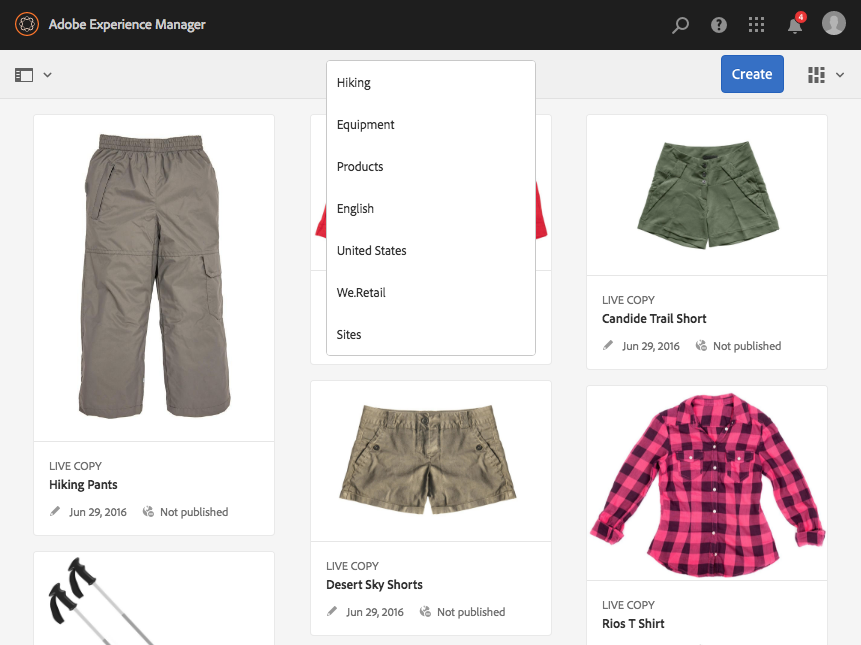 Adobe Experience Manager
4
Create
Hiking
Equipment
Products
English
United States
We.Retail
Sites
LIVE COPY
Hiking Pants
Jun 29, 2016 Not published
LIVE COPY
Desert Sky Shorts
Jun 29, 2016 Not published
LIVE COPY
Candide Trail Short
Jun 29, 2016 Not published
LIVE COPY
Rios T Shirt